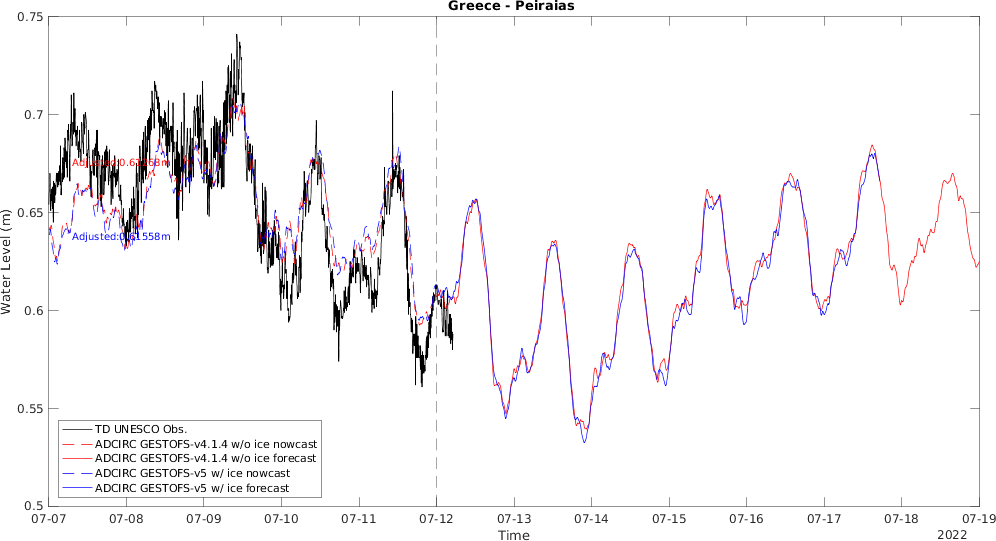 Greece - Peiraias
0.75
0.7
0.65
0.6
0.55
0.5
Water Level (m)
Adjusted:0.61558m
TD UNESCO Obs.
ADCIRC GESTOFS-v4.1.4 w/o ice nowcast
ADCIRC GESTOFS-v4.1.4 w/o ice forecast
ADCIRC GESTOFS-v5 w/ ice nowcast
ADCIRC GESTOFS-v5 w/ ice forecast
07-07 07-08 07-09 07-10 07-11 07-12 07-13 07-14 07-15 07-16 07-17 07-18 07-19
Time
2022